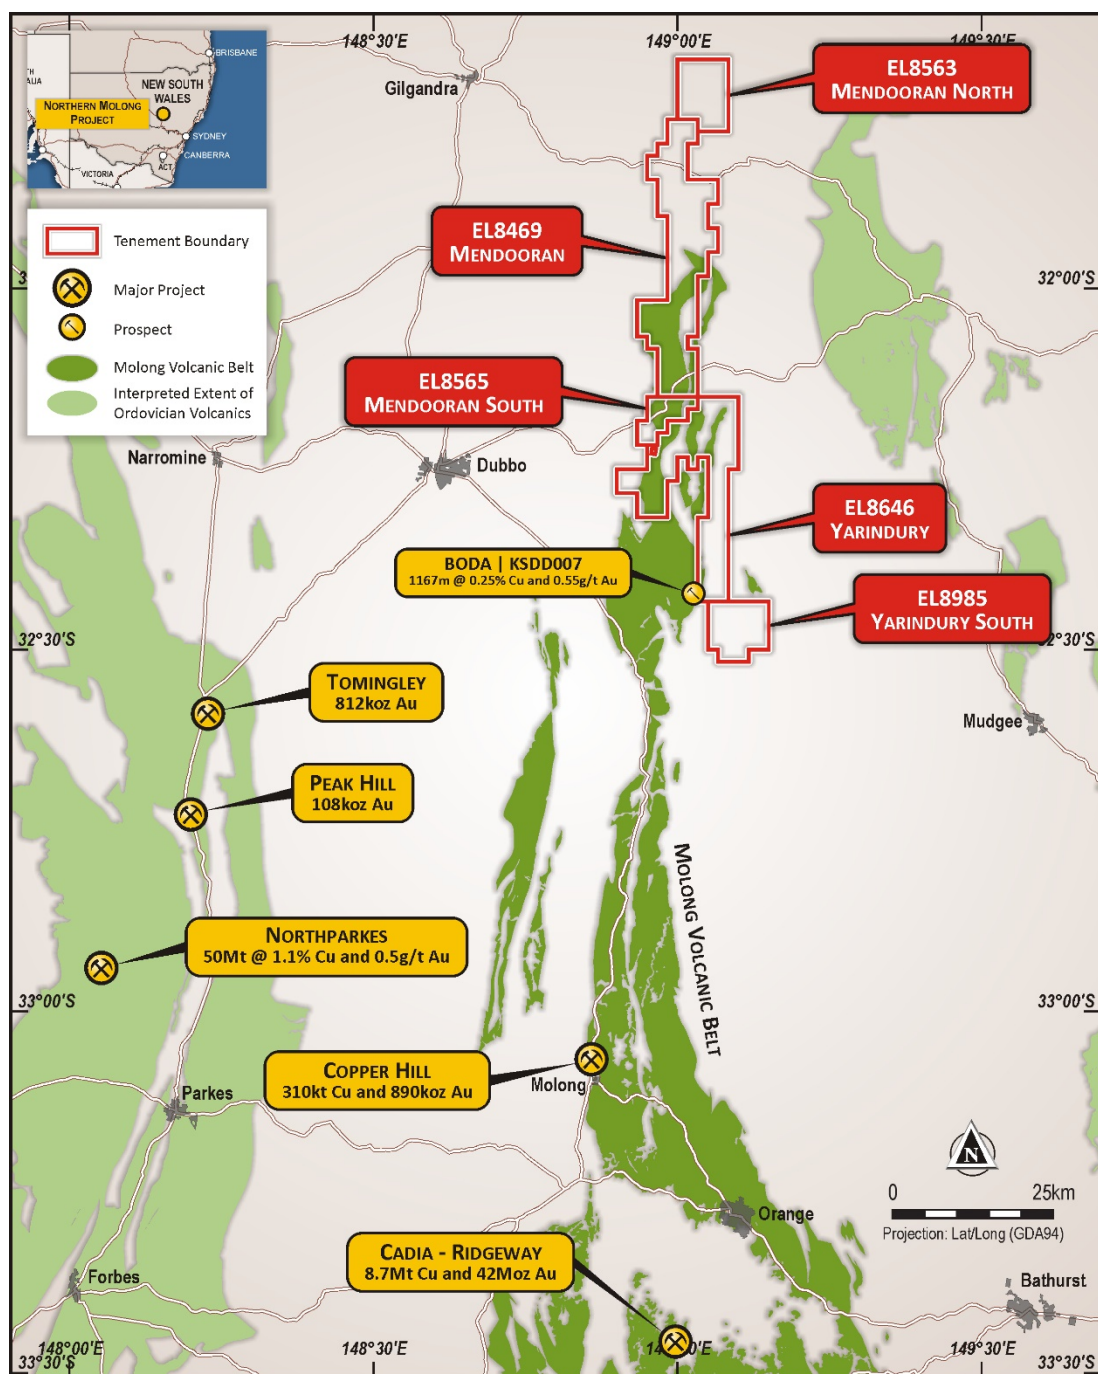 148°30'E
149°00'E
149°30'E
BRISBANE
NEW SOUTH
WALES
NORTHERN MOLONG
PROJECT
SYDNEY
CANBERRA
ACT
VICTORIA
Gilgandra
EL8563
MENDOORAN NORTH
Tenement Boundary
Major Project
Prospect
Molong Volcanic Belt
Interpreted Extent of
Ordovician Volcanics
EL8469
MENDOORAN
32°00'S
EL8565
MENDOORAN SOUTH
Narromine
Dubbo
EL8646
YARINDURY
BODA | KSDD007
1167m @ 0.25% Cu and 0.55g/t Au
EL8985
YARINDURY SOUTH
32°30'S
32°30'S
TOMINGLEY
812koz Au
Mudgee
PEAK HILL
108koz Au
MOLONG VOLCANIC BELT
NORTHPARKES
50Mt @ 1.1% Cu and 0.5g/t Au
33°00'S
33°00'S
COPPER HILL
310kt Cu and 890koz Au
Molong
Parkes
N
0 25km
Projection: Lat/Long (GDA94)
Orange
CADIA - RIDGEWAY
8.7Mt Cu and 42Moz Au
Forbes
Bathurst
148°00'E
148°30'E
149°30'E
33°30'S
33°30'S